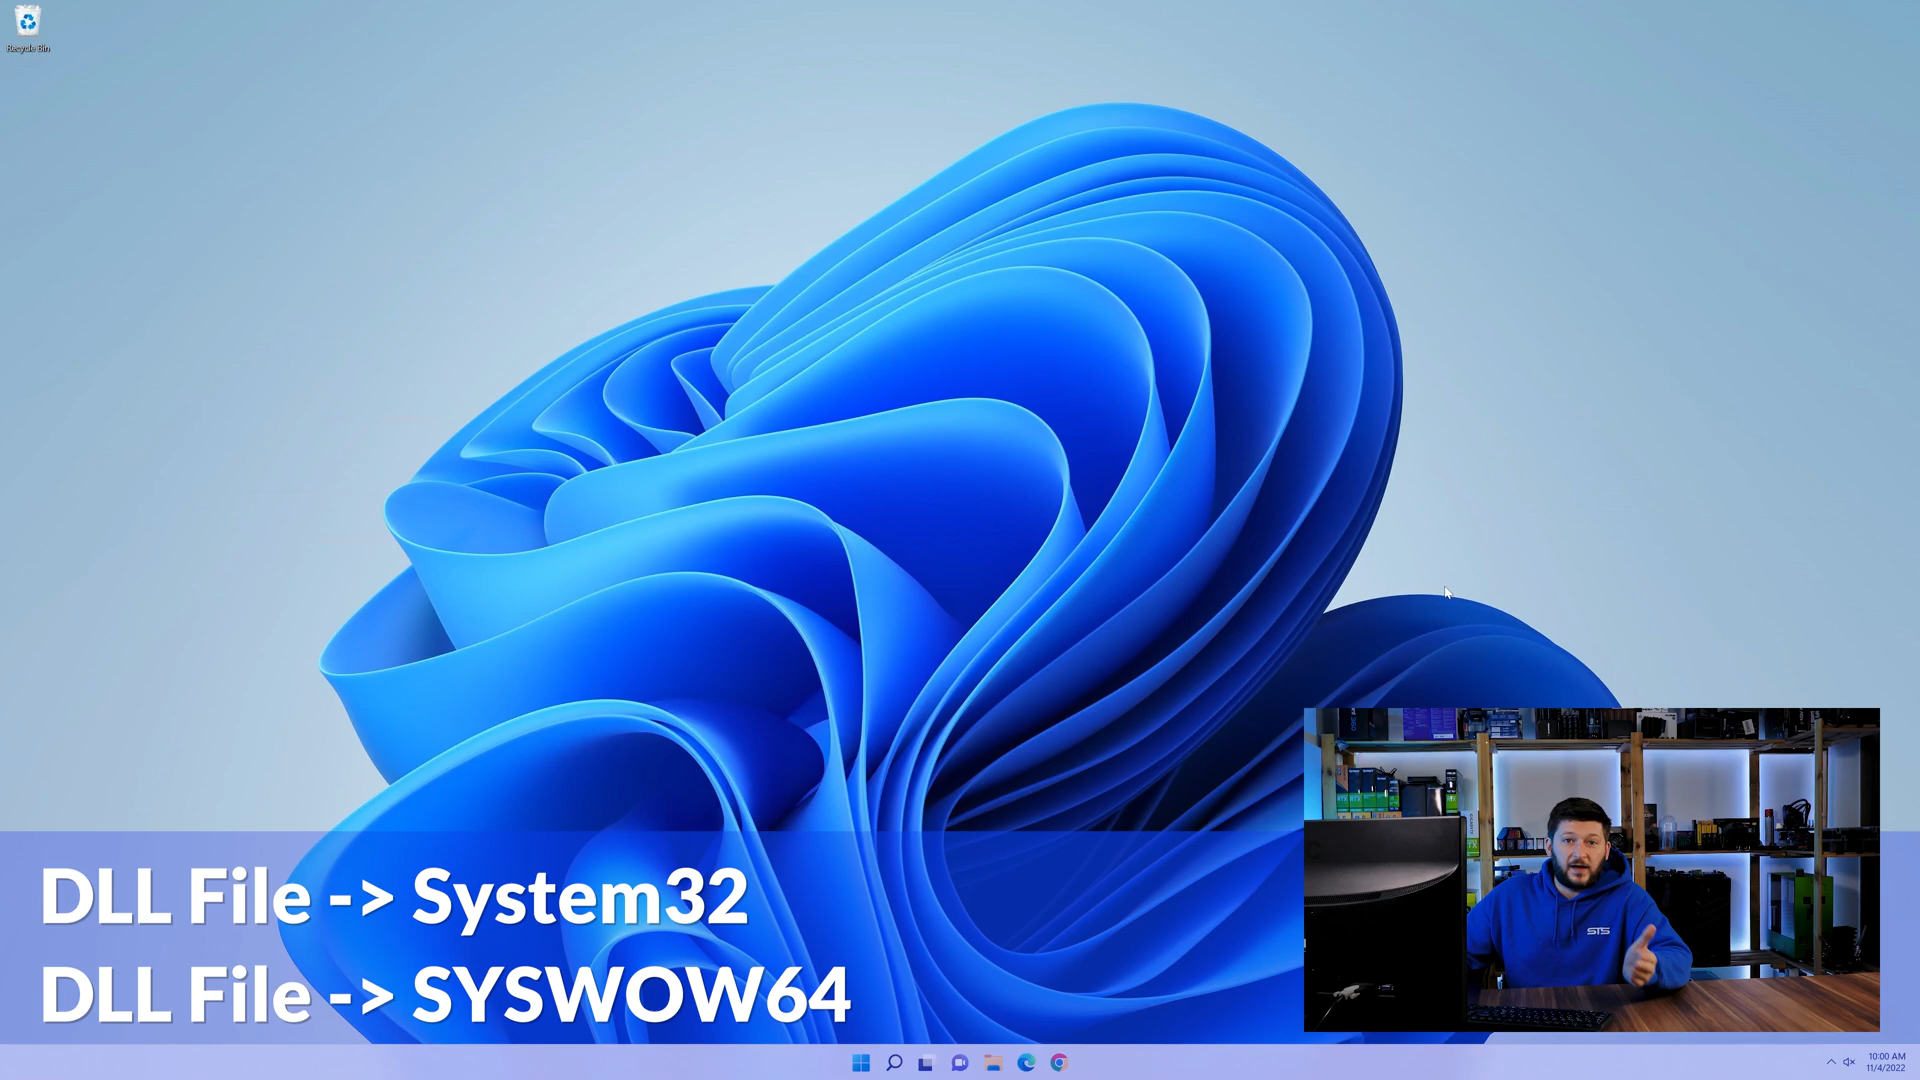 Recycle Bin
DLL File -> System32
DLL File -> SYSWOW64
STS
10:00 AM
11/4/2022